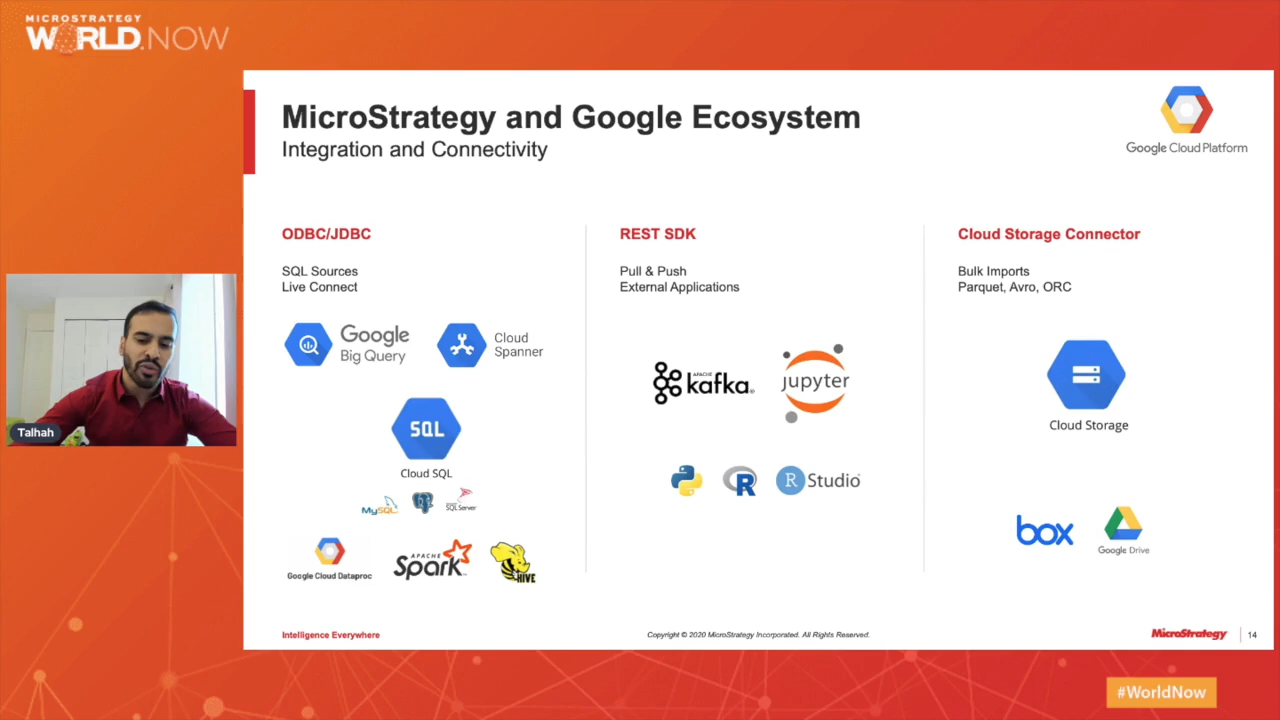 MICROSTRATEGY
WORLD.NOW
MicroStrategy and Google Ecosystem
Integration and Connectivity
Google Cloud Platform
ODBC/JDBC
SQL Sources
Live Connect
Google
Big Query
Cloud
Spanner
SQL
Cloud SQL
MySQL
SQL Server
Google Cloud Dataproc
APACHE
Spark
HIVE
REST SDK
Pull & Push
External Applications
APACHE
kafka
jupyter
R
R Studio
Cloud Storage Connector
Bulk Imports
Parquet, Avro, ORC
Cloud Storage
box
Google Drive
Talhah
Intelligence Everywhere
Copyright © 2020 MicroStrategy Incorporated. All Rights Reserved.
MicroStrategy
14
#WorldNow